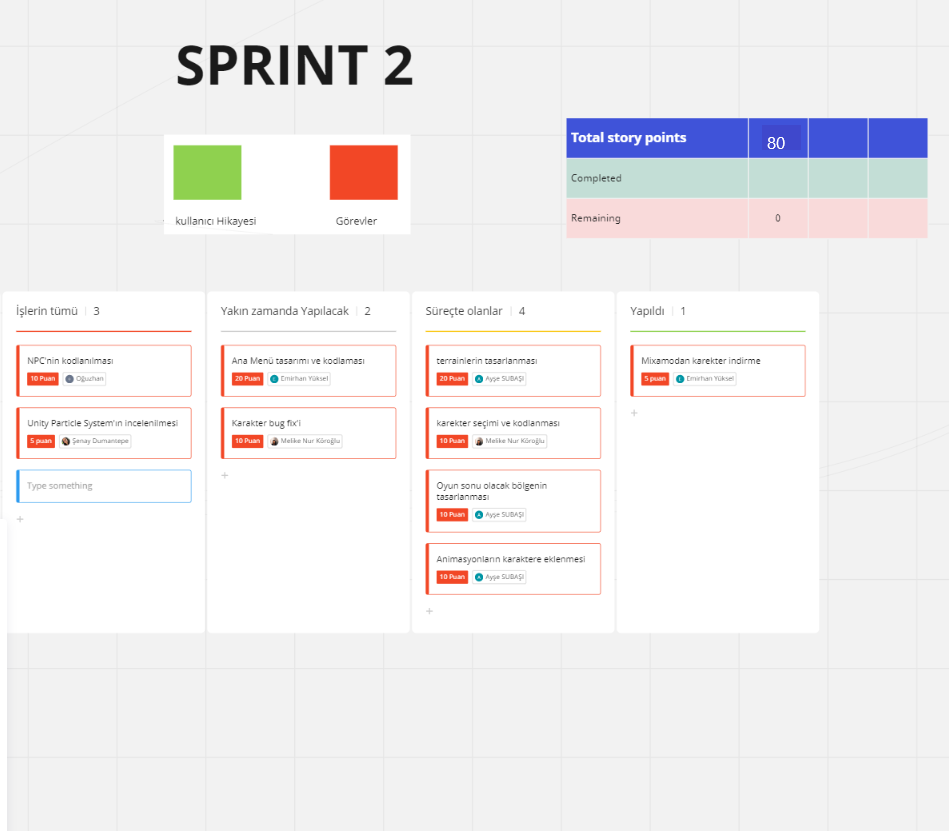 SPRINT 2
kullanıcı Hikayesi
Görevler
Total story points 80
Completed
Remaining 0
İşlerin tümü 3
NPC'nin kodlanılması
10 Puan Oğuzhan
Unity Particle System'ın incelenilmesi
5 puan Şenay Dumantepe
Type something
+
Yakın zamanda Yapılacak 2
Ana Menü tasarımı ve kodlaması
20 Puan E Emirhan Yüksel
Karakter bug fix'i
10 Puan Melike Nur Köroğlu
+
Süreçte olanlar 4
terrainlerin tasarlanması
20 Puan A Ayşe SUBAŞI
karekter seçimi ve kodlanması
10 Puan Melike Nur Köroğlu
Oyun sonu olacak bölgenin
tasarlanması
10 Puan A Ayşe SUBAŞI
Animasyonların karaktere eklenmesi
10 Puan A Ayşe SUBAŞI
+
Yapıldı 1
Mixamodan karekter indirme
5 puan E Emirhan Yüksel
+